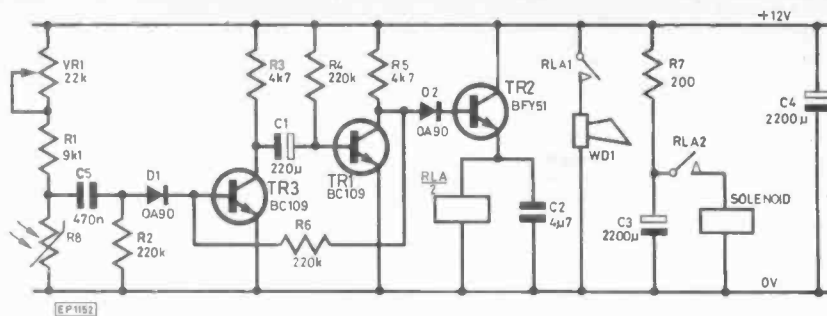 +12V
VR1
22k
R1
9k1
C5
470n
R8
D1
OA90
R2
220k
R3
4k7
C1
220µ
TR3
BC109
R4
220k
R5
4k7
TR1
BC109
R6
220k
D2
OA90
TR2
BFY51
RLA
2
C2
4µ7
RLA1
WD1
R7
200
RLA2
C3
2200µ
SOLENOID
C4
2200µ
0V
EP1152